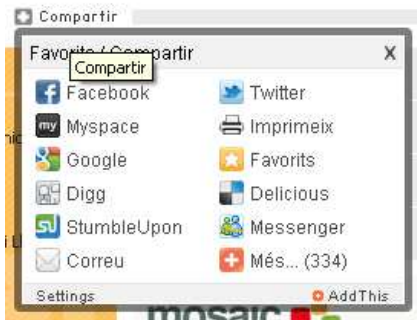 Compartir
Favorits / Compartir X
Compartir
Facebook Twitter
my Myspace Imprimeix
Google Favorits
Digg Delicious
StumbleUpon Messenger
Correu Més... (334)
Settings AddThis
mosaic